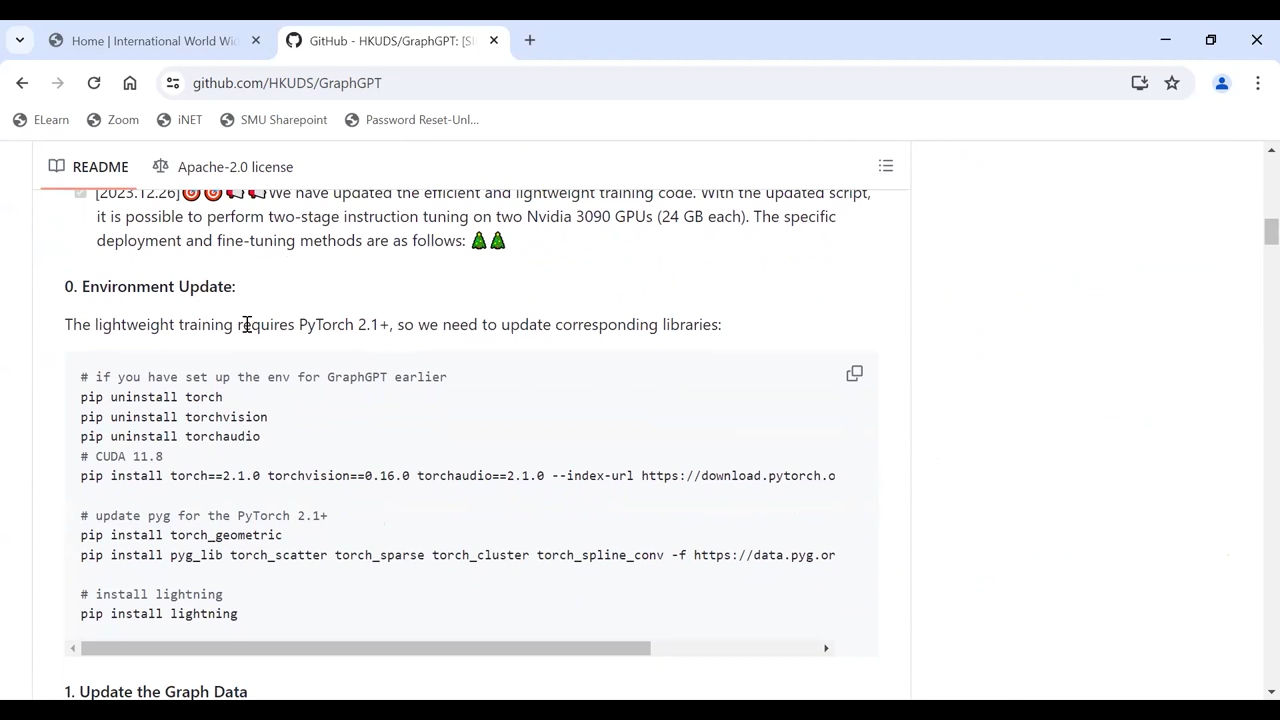 Home | International World Wid
GitHub - HKUDS/GraphGPT: [SI
github.com/HKUDS/GraphGPT
ELearn
Zoom
iNET
SMU Sharepoint
Password Reset-Unl...
README
Apache-2.0 license
[2023.12.26]🎯🎯📢📢We have updated the efficient and lightweight training code. With the updated script,
it is possible to perform two-stage instruction tuning on two Nvidia 3090 GPUs (24 GB each). The specific
deployment and fine-tuning methods are as follows: 🎄🎄
0. Environment Update:
The lightweight training requires PyTorch 2.1+, so we need to update corresponding libraries:
# if you have set up the env for GraphGPT earlier
pip uninstall torch
pip uninstall torchvision
pip uninstall torchaudio
# CUDA 11.8
pip install torch==2.1.0 torchvision==0.16.0 torchaudio==2.1.0 --index-url https://download.pytorch.o
# update pyg for the PyTorch 2.1+
pip install torch_geometric
pip install pyg_lib torch_scatter torch_sparse torch_cluster torch_spline_conv -f https://data.pyg.or
# install lightning
pip install lightning
1. Update the Graph Data